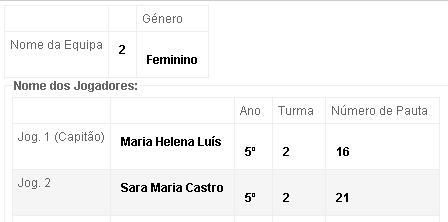 Género
Nome da Equipa 2 Feminino
Nome dos Jogadores:
Ano Turma Número de Pauta
Jog. 1 (Capitão) Maria Helena Luís 5º 2 16
Jog. 2 Sara Maria Castro 5º 2 21